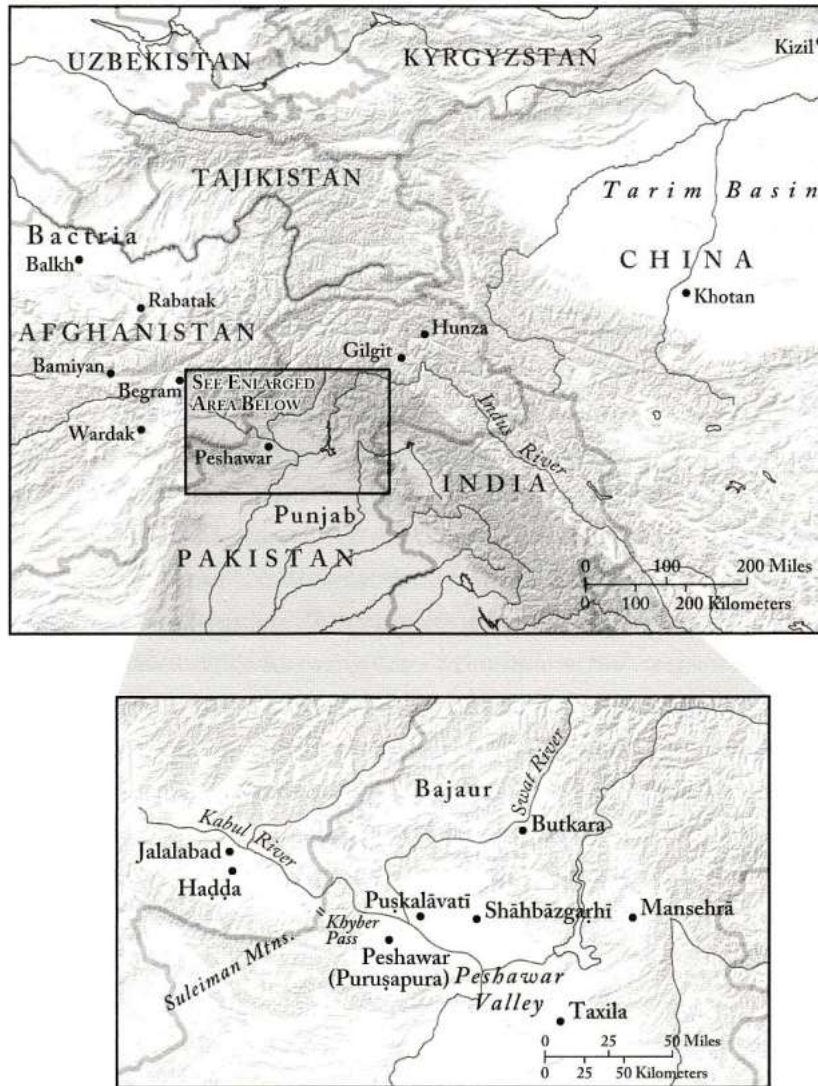 UZBEKISTAN
KYRGYZSTAN
Kizil
TAJIKISTAN
Tarim Basin
Bactria
Balkh
CHINA
Khotan
Rabatak
AFGHANISTAN
Hunza
Gilgit
Bamiyan
Begram
SEE ENLARGED
AREA BELOW
Indus River
Wardak
Peshawar
INDIA
Punjab
PAKISTAN
0 100 200 Miles
0 100 200 Kilometers
Bajaur
Swat River
Kabul River
Butkara
Jalalabad
Haḍḍa
Puṣkalāvatī
Shāhbāzgaṛhī
Mansehrā
Khyber
Pass
Suleiman Mtns.
Peshawar
(Puruṣapura)
Peshawar
Valley
Taxila
0 25 50 Miles
0 25 50 Kilometers